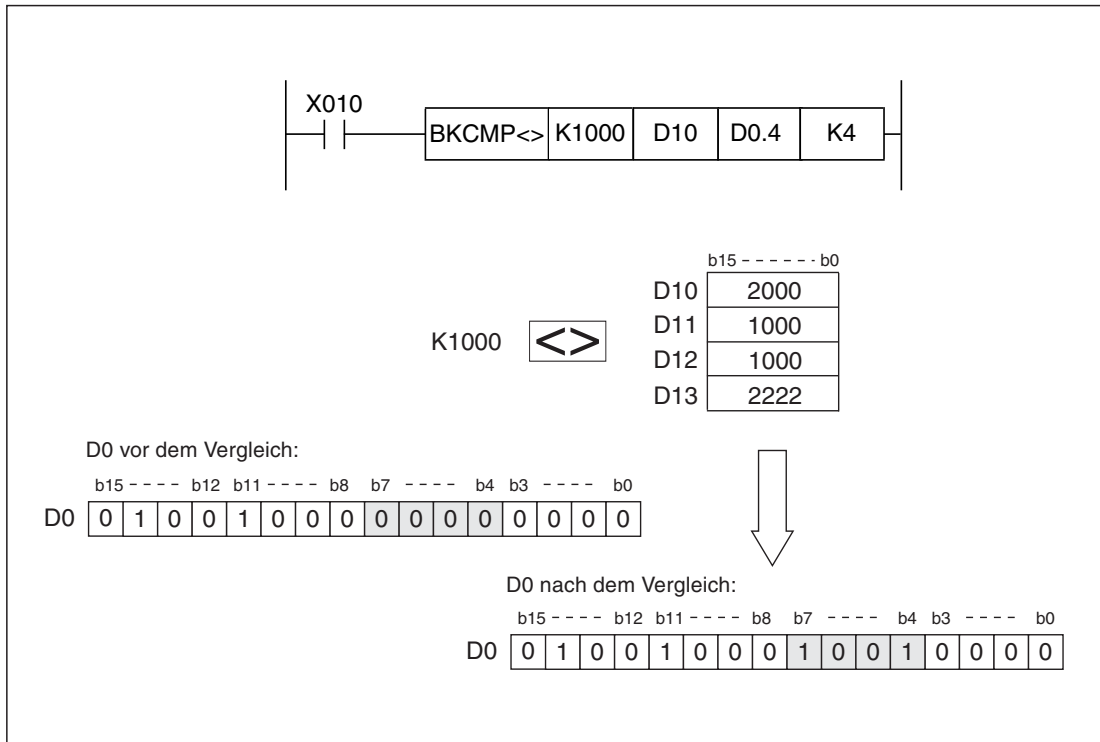 X010
BKCMP<> K1000 D10 D0.4 K4
b15 - - - - - - b0
D10 2000
D11 1000
K1000 <>
D12 1000
D13 2222
D0 vor dem Vergleich:
b15 - - - - b12 b11 - - - - b8 b7 - - - - b4 b3 - - - - b0
D0 0 1 0 0 1 0 0 0 0 0 0 0 0 0 0 0
D0 nach dem Vergleich:
b15 - - - - b12 b11 - - - - b8 b7 - - - - b4 b3 - - - - b0
D0 0 1 0 0 1 0 0 0 1 0 0 1 0 0 0 0